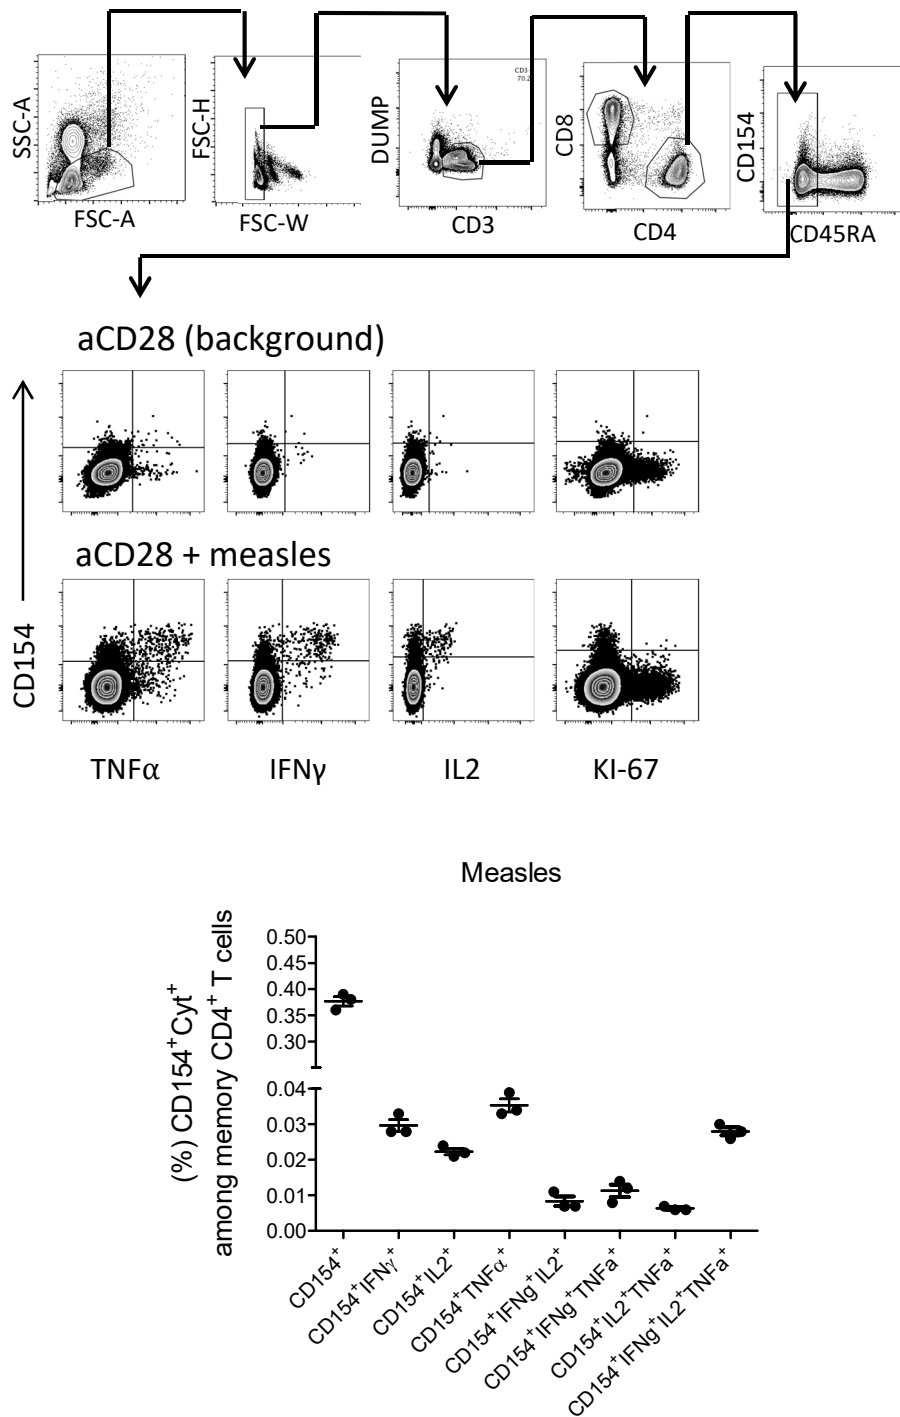 SSC-A
FSC-A
FSC-H
FSC-W
DUMP
CD3
CD8
CD4
CD154
CD45RA
aCD28 (background)
aCD28 + measles
CD154
TNFα
IFNγ
IL2
KI-67
Measles
(%) CD154⁺Cyt⁺
among memory CD4⁺ T cells
0.50
0.45
0.40
0.35
0.30
0.04
0.03
0.02
0.01
0.00
CD154⁺
CD154⁺IFNγ⁺
CD154⁺IL2⁺
CD154⁺TNFα⁺
CD154⁺IFNg⁺IL2⁺
CD154⁺IFNg⁺TNFa⁺
CD154⁺IL2⁺TNFa⁺
CD154⁺IFNg⁺IL2⁺TNFa⁺